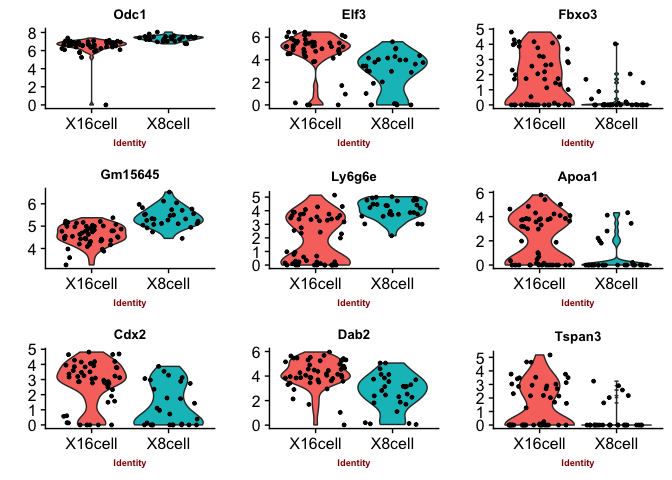 Odc1 Elf3 Fbxo3
8 6 4 2 0
6 4 2 0
5 4 3 2 1 0
X16cell X8cell X16cell X8cell X16cell X8cell
Identity Identity Identity
Gm15645 Ly6g6e Apoa1
6 5 4
5 4 3 2 1 0
6 4 2 0
X16cell X8cell X16cell X8cell X16cell X8cell
Identity Identity Identity
Cdx2 Dab2 Tspan3
5 4 3 2 1 0
6 4 2 0
5 4 3 2 1 0
X16cell X8cell X16cell X8cell X16cell X8cell
Identity Identity Identity